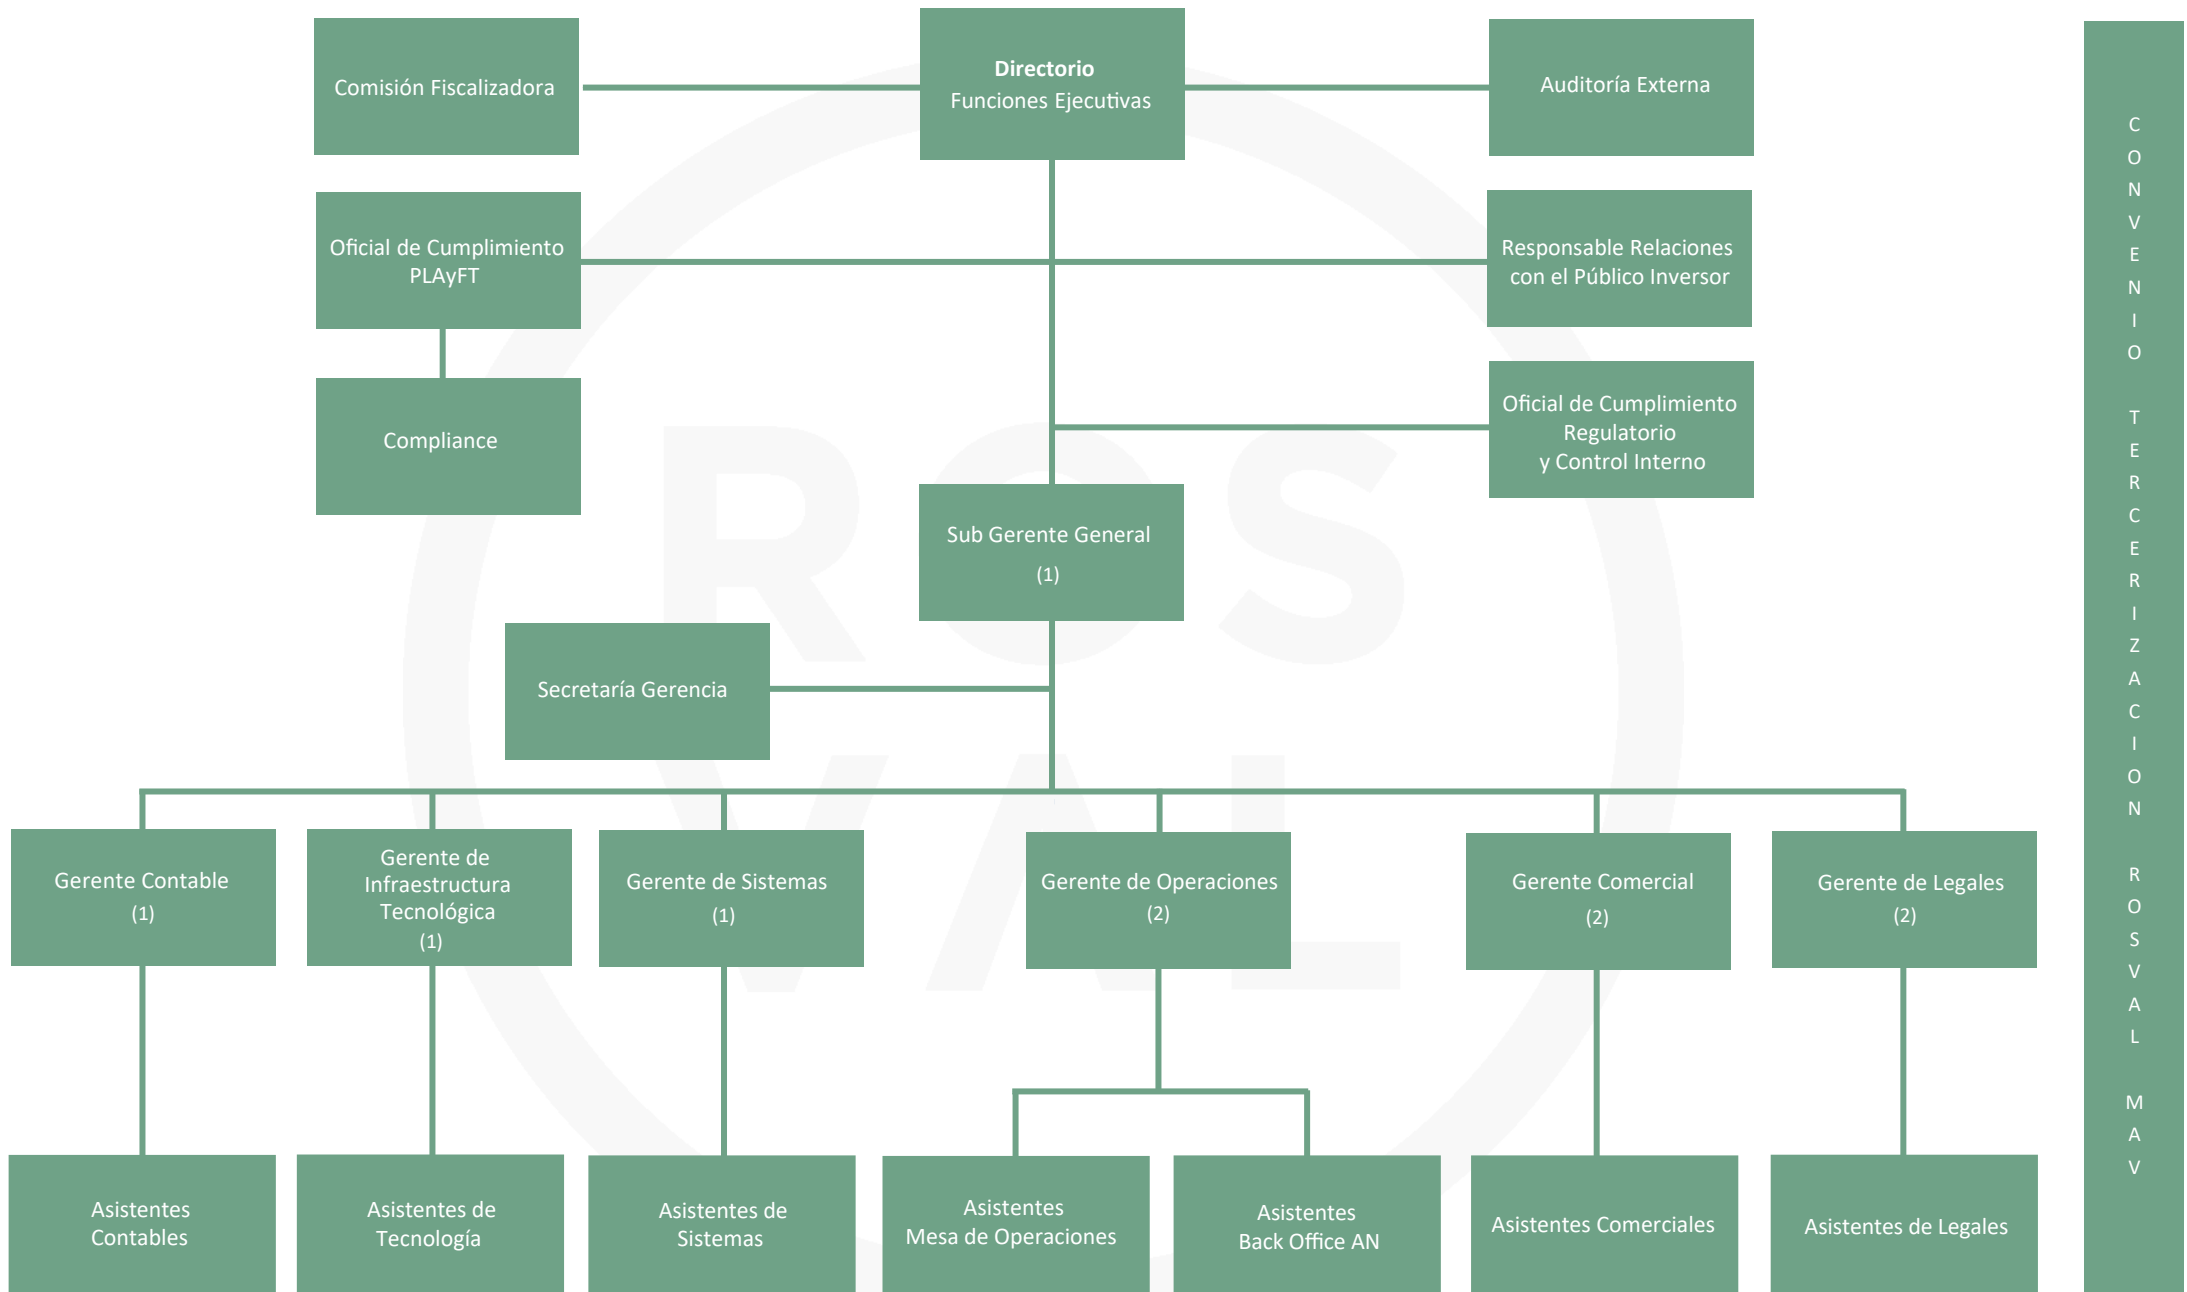 Comisión Fiscalizadora
Directorio
Funciones Ejecutivas
Auditoría Externa
Oficial de Cumplimiento
PLAyFT
Responsable Relaciones
con el Público Inversor
Compliance
Oficial de Cumplimiento
Regulatorio
y Control Interno
Sub Gerente General
(1)
Secretaría Gerencia
Gerente Contable
(1)
Gerente de
Infraestructura
Tecnológica
(1)
Gerente de Sistemas
(1)
Gerente de Operaciones
(2)
Gerente Comercial
(2)
Gerente de Legales
(2)
Asistentes
Contables
Asistentes de
Tecnología
Asistentes de
Sistemas
Asistentes
Mesa de Operaciones
Asistentes
Back Office AN
Asistentes Comerciales
Asistentes de Legales
CONVENIO TERCERIZACION ROSVAL MAV
ROS
VAL